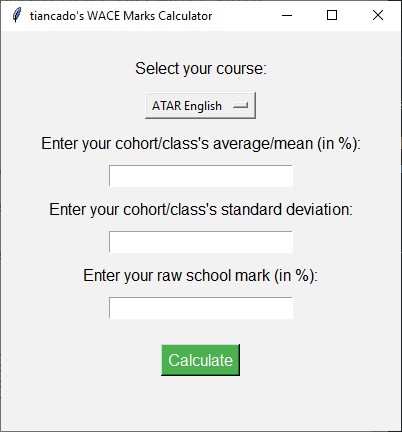 tiancado's WACE Marks Calculator
Select your course:
ATAR English
Enter your cohort/class's average/mean (in %):
Enter your cohort/class's standard deviation:
Enter your raw school mark (in %):
Calculate